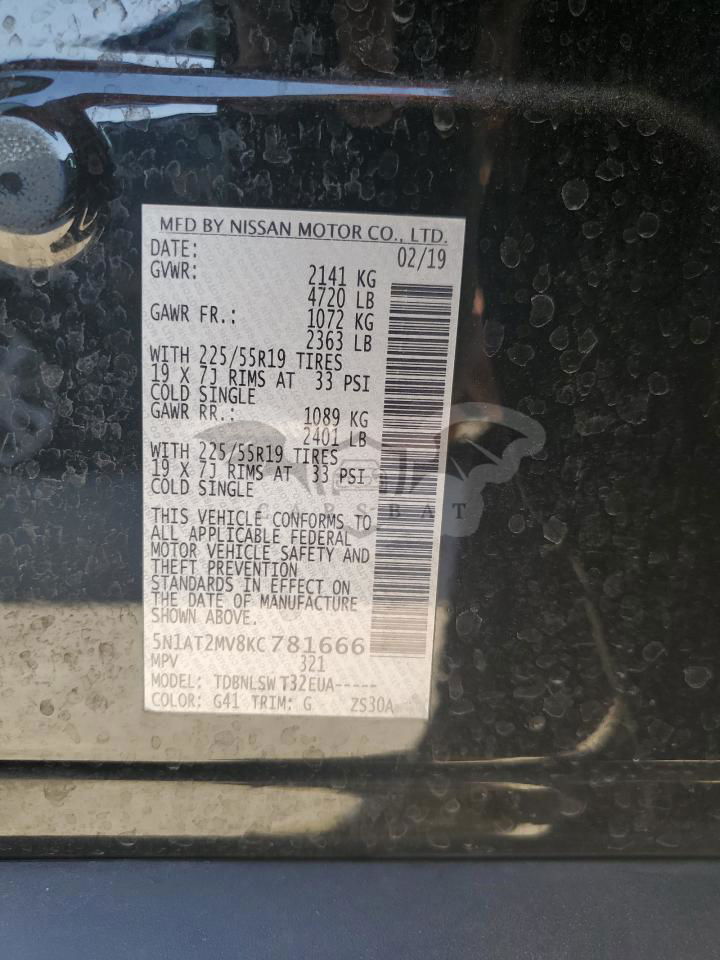 MFD BY NISSAN MOTOR CO., LTD.
DATE: 02/19
GVWR: 2141 KG
4720 LB
GAWR FR.: 1072 KG
2363 LB
WITH 225/55R19 TIRES
19 X 7J RIMS AT 33 PSI
COLD SINGLE
GAWR RR.: 1089 KG
2401 LB
WITH 225/55R19 TIRES
19 X 7J RIMS AT 33 PSI
COLD SINGLE
CARSBAT
THIS VEHICLE CONFORMS TO
ALL APPLICABLE FEDERAL
MOTOR VEHICLE SAFETY AND
THEFT PREVENTION
STANDARDS IN EFFECT ON
THE DATE OF MANUFACTURE
SHOWN ABOVE.
5N1AT2MV8KC781666
MPV 321
MODEL: TDBNLSWT32EUA-----
COLOR: G41 TRIM: G ZS30A